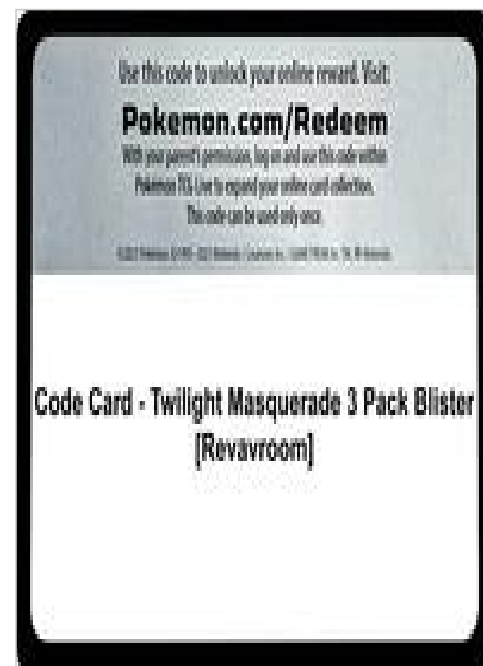 Use this code to unlock your online reward. Visit:
Pokemon.com/Redeem
With your parent's permission, log on and use this code within
Pokémon TCG Live to expand your online card collection.
This code can be used only once.
Code Card - Twilight Masquerade 3 Pack Blister
[Revavroom]